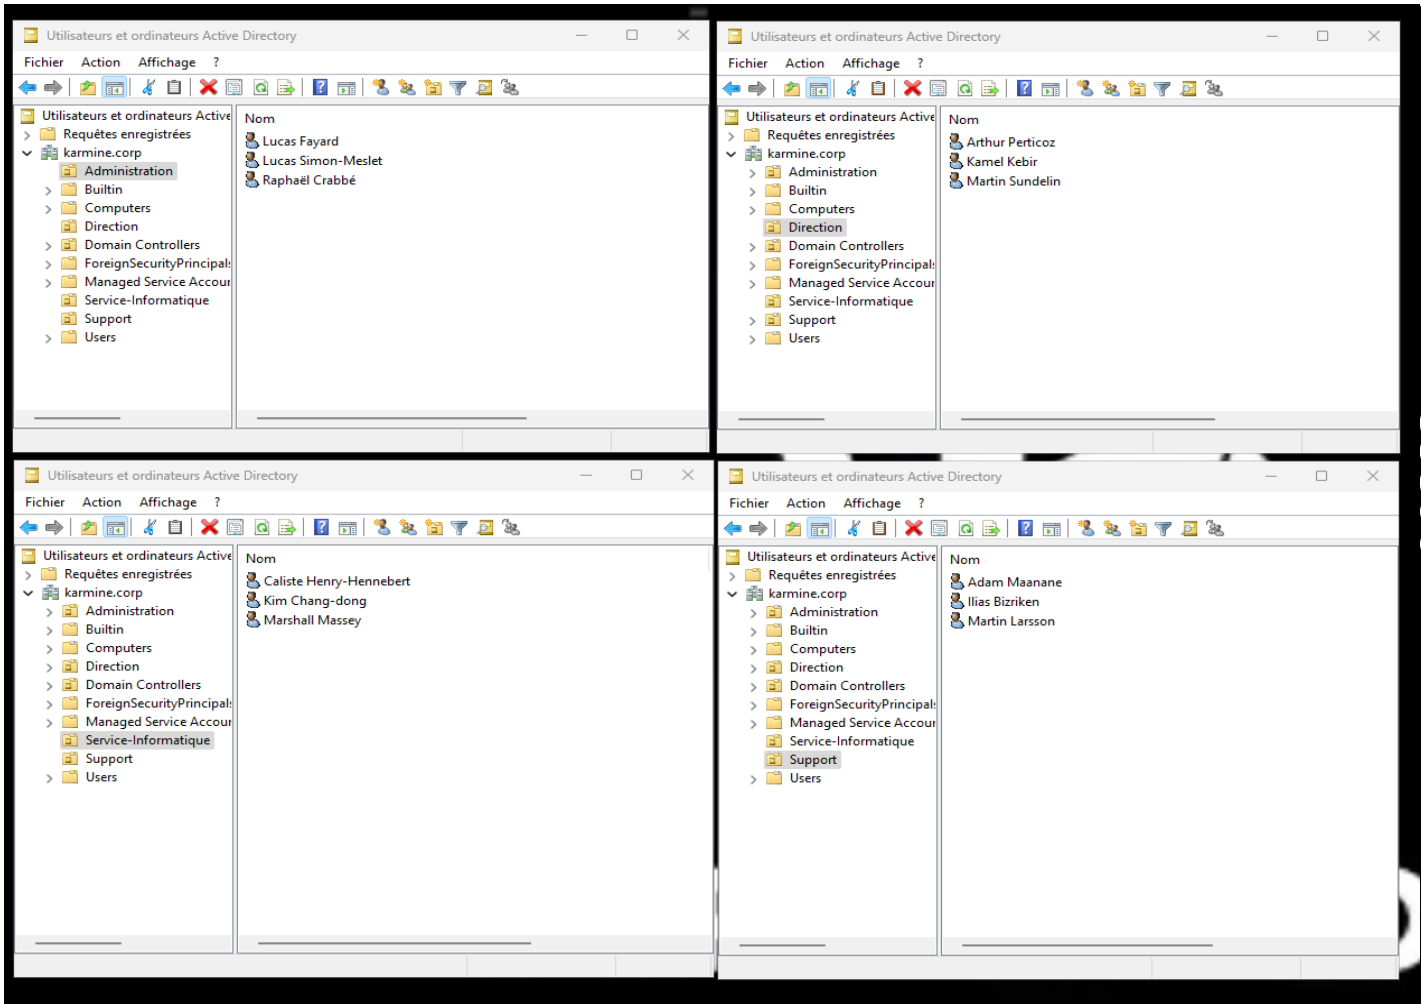 Utilisateurs et ordinateurs Active Directory
Fichier Action Affichage ?
Utilisateurs et ordinateurs Active
Requêtes enregistrées
karmine.corp
Administration
Builtin
Computers
Direction
Domain Controllers
ForeignSecurityPrincipals
Managed Service Accour
Service-Informatique
Support
Users
Nom
Lucas Fayard
Lucas Simon-Meslet
Raphaël Crabbé
Utilisateurs et ordinateurs Active Directory
Fichier Action Affichage ?
Utilisateurs et ordinateurs Active
Requêtes enregistrées
karmine.corp
Administration
Builtin
Computers
Direction
Domain Controllers
ForeignSecurityPrincipals
Managed Service Accour
Service-Informatique
Support
Users
Nom
Arthur Perticoz
Kamel Kebir
Martin Sundelin
Utilisateurs et ordinateurs Active Directory
Fichier Action Affichage ?
Utilisateurs et ordinateurs Active
Requêtes enregistrées
karmine.corp
Administration
Builtin
Computers
Direction
Domain Controllers
ForeignSecurityPrincipals
Managed Service Accour
Service-Informatique
Support
Users
Nom
Caliste Henry-Hennebert
Kim Chang-dong
Marshall Massey
Utilisateurs et ordinateurs Active Directory
Fichier Action Affichage ?
Utilisateurs et ordinateurs Active
Requêtes enregistrées
karmine.corp
Administration
Builtin
Computers
Direction
Domain Controllers
ForeignSecurityPrincipals
Managed Service Accour
Service-Informatique
Support
Users
Nom
Adam Maanane
Ilias Bizriken
Martin Larsson